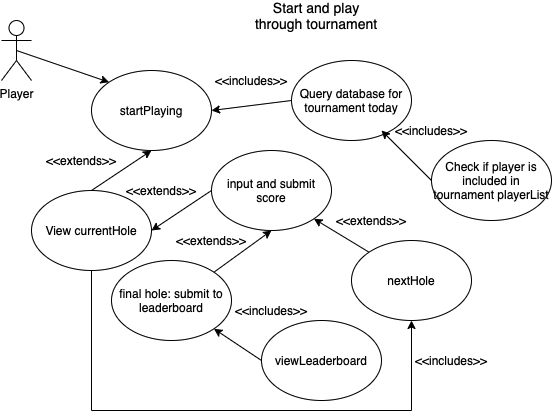 Start and play
through tournament
Player
startPlaying
<<includes>>
Query database for
tournament today
<<includes>>
Check if player is
included in
tournament playerList
<<extends>>
<<extends>>
input and submit
score
View currentHole
<<extends>>
<<extends>>
final hole: submit to
leaderboard
nextHole
<<includes>>
viewLeaderboard
<<includes>>